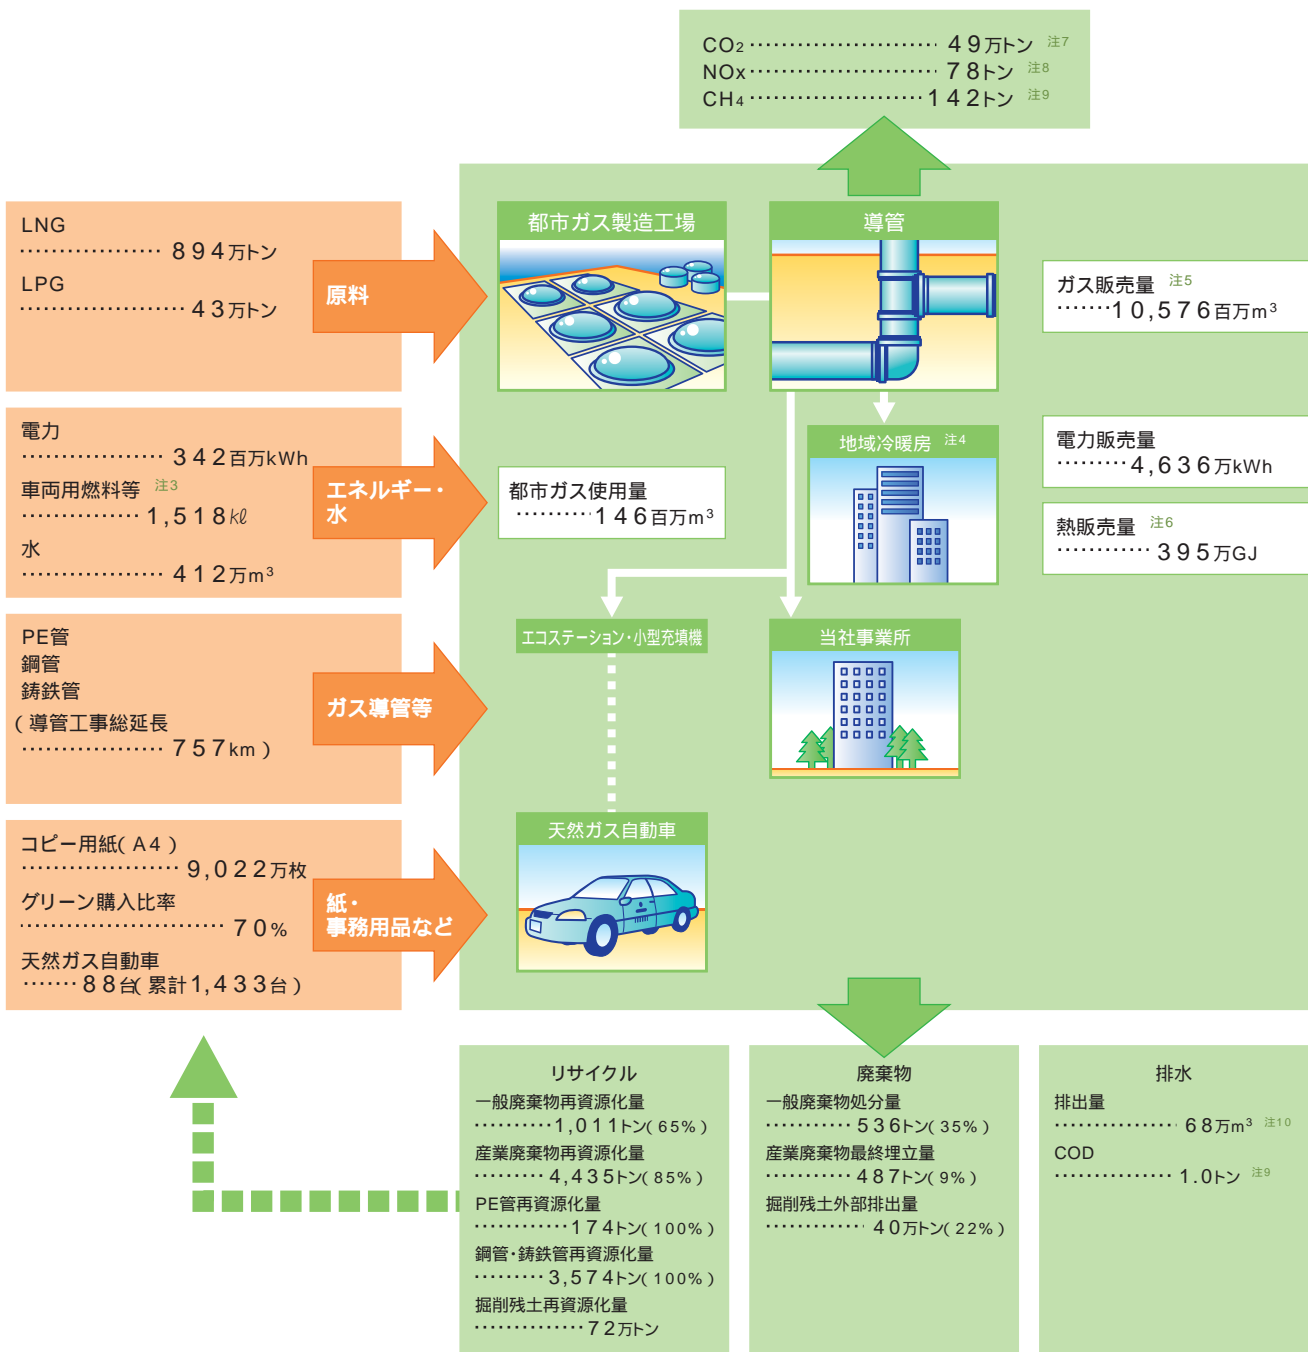 CO2 …………………… 49万トン 注7
NOx …………………… 78トン 注8
CH4 …………………… 142トン 注9
LNG
……………… 894万トン
LPG
……………… 43万トン
原料
都市ガス製造工場
導管
ガス販売量 注5
……10,576百万m3
電力
……………… 342百万kWh
車両用燃料等 注3
…………… 1,518kℓ
水
……………… 412万m3
エネルギー・
水
都市ガス使用量
………146百万m3
地域冷暖房 注4
電力販売量
………4,636万kWh
熱販売量 注6
………… 395万GJ
PE管
鋼管
鋳鉄管
(導管工事総延長
……………… 757km)
ガス導管等
エコステーション・小型充填機
当社事業所
コピー用紙(A4)
……………… 9,022万枚
グリーン購入比率
…………………… 70%
天然ガス自動車
……88台(累計1,433台)
紙・
事務用品など
天然ガス自動車
リサイクル
一般廃棄物再資源化量
………1,011トン(65%)
産業廃棄物再資源化量
………4,435トン(85%)
PE管再資源化量
…………174トン(100%)
鋼管・鋳鉄管再資源化量
………3,574トン(100%)
掘削残土再資源化量
……………72万トン
廃棄物
一般廃棄物処分量
………536トン(35%)
産業廃棄物最終埋立量
………487トン(9%)
掘削残土外部排出量
………… 40万トン(22%)
排水
排出量
……………… 68万m3 注10
COD
……………… 1.0トン 注9